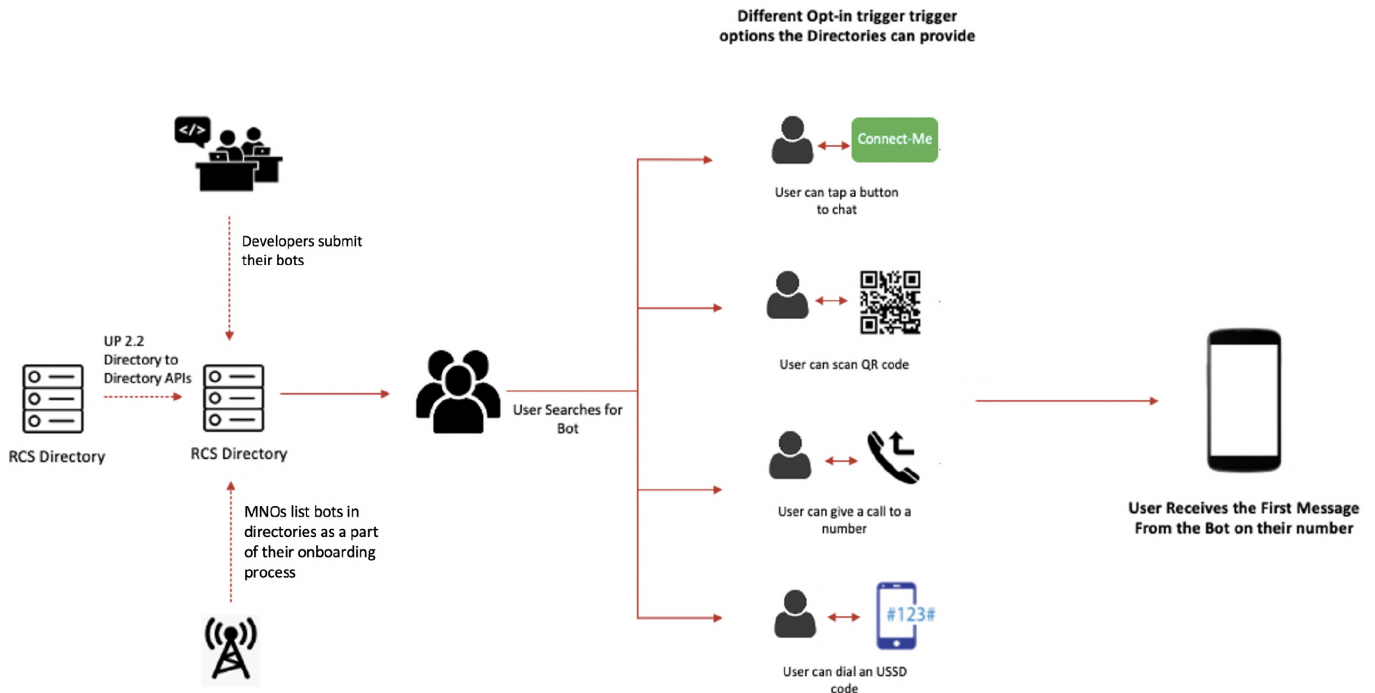 Different Opt-in trigger trigger
options the Directories can provide
</>
Connect-Me
User can tap a button
to chat
Developers submit
their bots
User can scan QR code
UP 2.2
Directory to
Directory APIs
RCS Directory
RCS Directory
User Searches for
Bot
MNOs list bots in
directories as a part
of their onboarding
process
User can give a call to a
number
User Receives the First Message
From the Bot on their number
#123#
User can dial an USSD
code